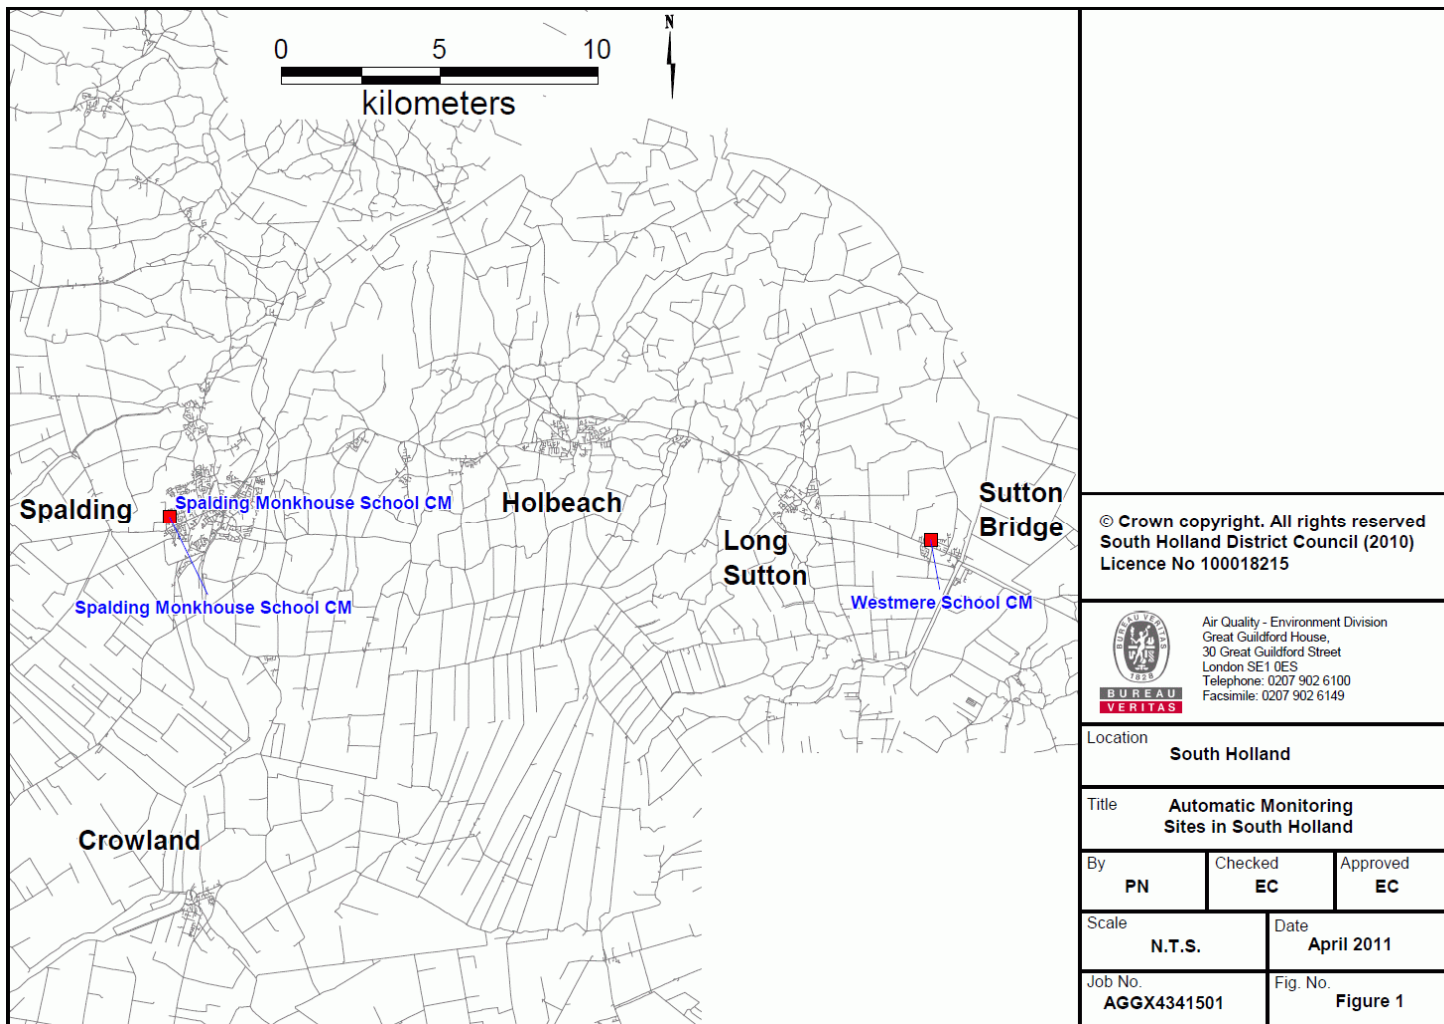 0 5 10
kilometers
N
Spalding
Spalding Monkhouse School CM
Spalding Monkhouse School CM
Holbeach
Long
Sutton
Sutton
Bridge
Westmere School CM
Crowland
© Crown copyright. All rights reserved
South Holland District Council (2010)
Licence No 100018215
BUREAU VERITAS
1828
BUREAU
VERITAS
Air Quality - Environment Division
Great Guildford House,
30 Great Guildford Street
London SE1 0ES
Telephone: 0207 902 6100
Facsimile: 0207 902 6149
Location
South Holland
Title
Automatic Monitoring
Sites in South Holland
By
PN
Checked
EC
Approved
EC
Scale
N.T.S.
Date
April 2011
Job No.
AGGX4341501
Fig. No.
Figure 1